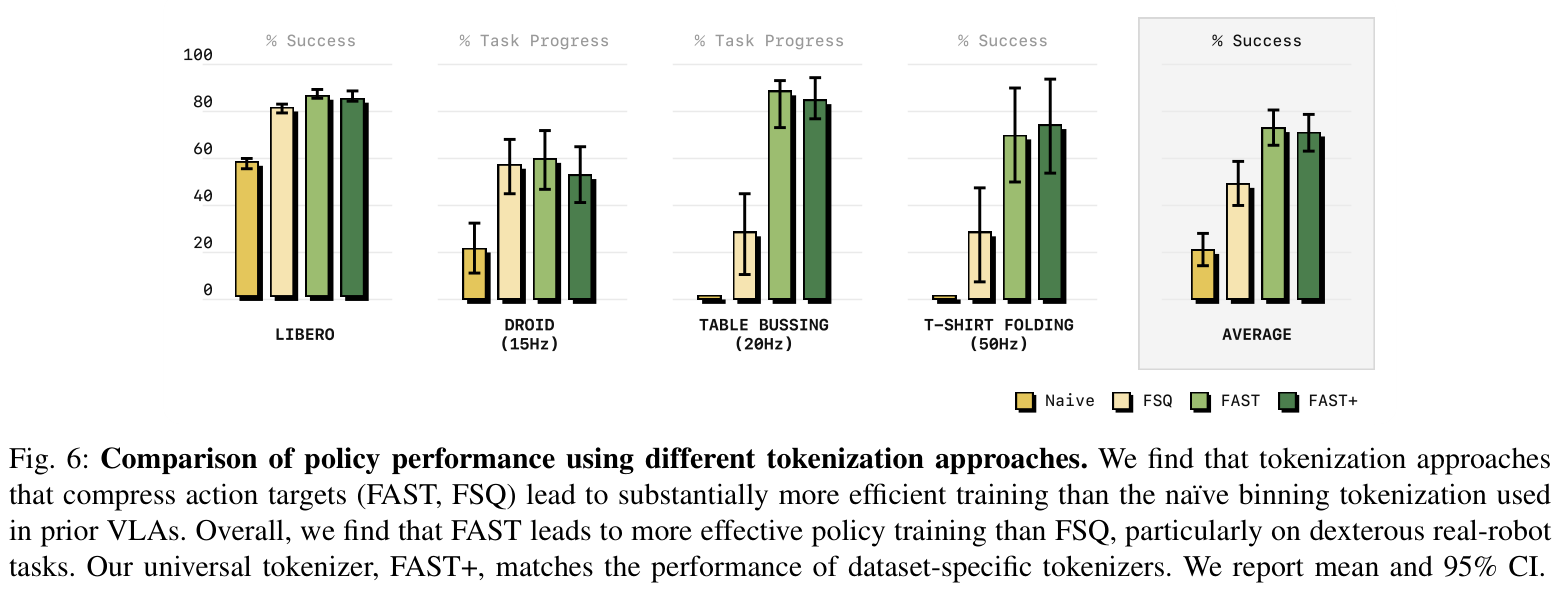 % Success
% Task Progress
% Task Progress
% Success
% Success
100
80
60
40
20
0
LIBERO
DROID
(15Hz)
TABLE BUSSING
(20Hz)
T-SHIRT FOLDING
(50Hz)
AVERAGE
Naive
FSQ
FAST
FAST+
Fig. 6: Comparison of policy performance using different tokenization approaches. We find that tokenization approaches
that compress action targets (FAST, FSQ) lead to substantially more efficient training than the naïve binning tokenization used
in prior VLAs. Overall, we find that FAST leads to more effective policy training than FSQ, particularly on dexterous real-robot
tasks. Our universal tokenizer, FAST+, matches the performance of dataset-specific tokenizers. We report mean and 95% CI.